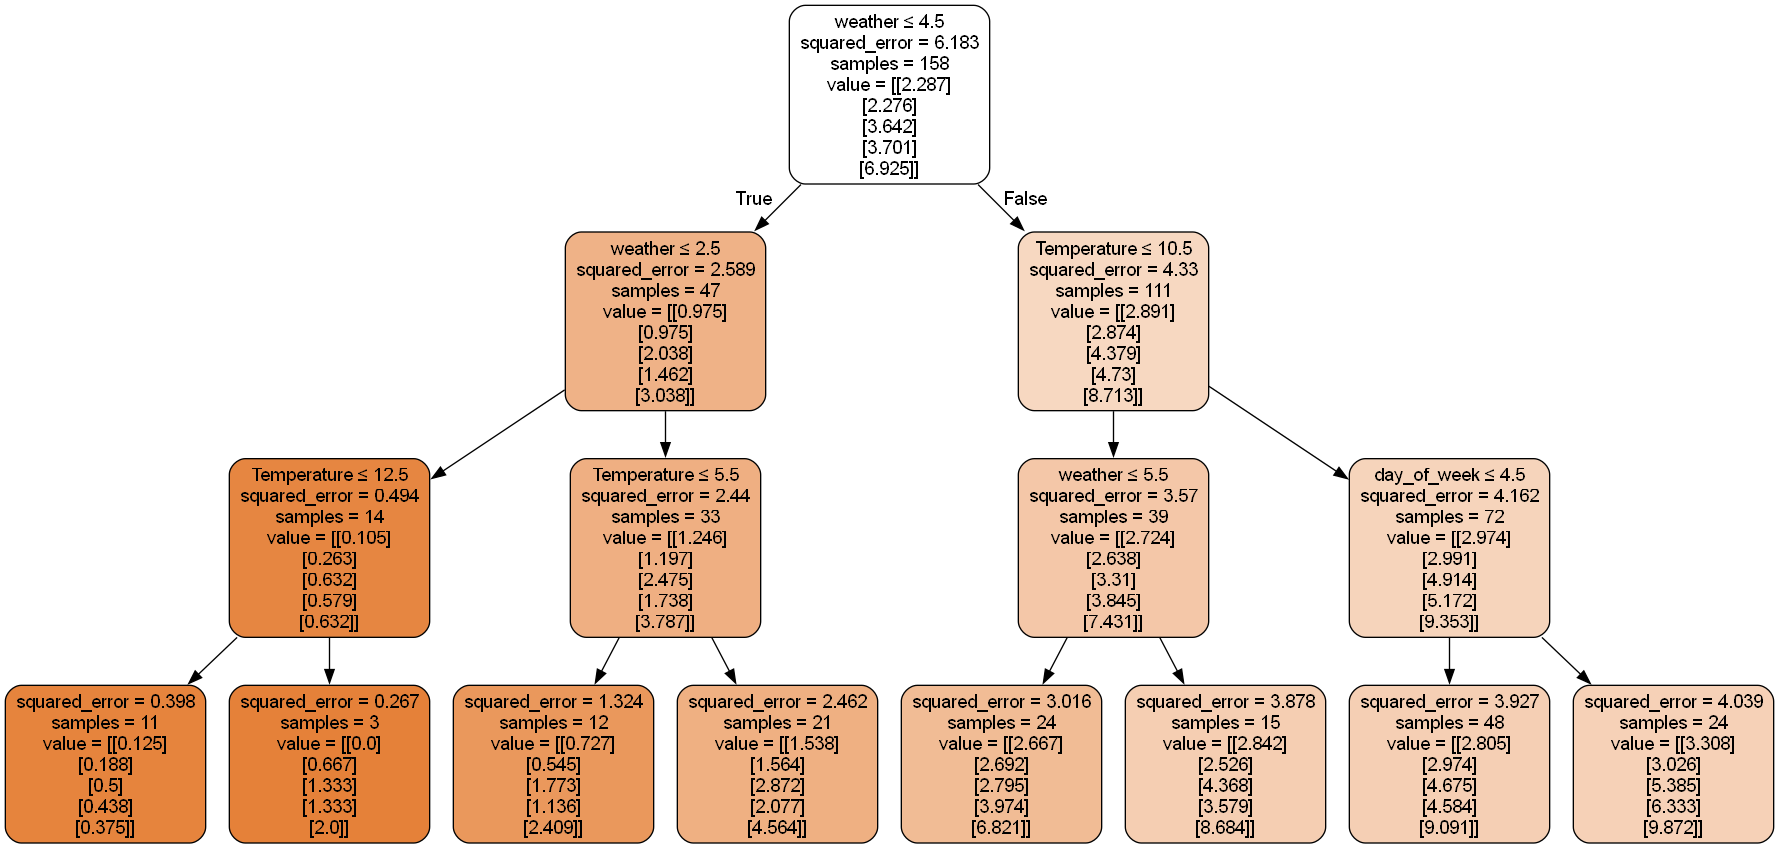 weather ≤ 4.5
squared_error = 6.183
samples = 158
value = [[2.287]
[2.276]
[3.642]
[3.701]
[6.925]]
True
False
weather ≤ 2.5
squared_error = 2.589
samples = 47
value = [[0.975]
[0.975]
[2.038]
[1.462]
[3.038]]
Temperature ≤ 10.5
squared_error = 4.33
samples = 111
value = [[2.891]
[2.874]
[4.379]
[4.73]
[8.713]]
Temperature ≤ 12.5
squared_error = 0.494
samples = 14
value = [[0.105]
[0.263]
[0.632]
[0.579]
[0.632]]
Temperature ≤ 5.5
squared_error = 2.44
samples = 33
value = [[1.246]
[1.197]
[2.475]
[1.738]
[3.787]]
weather ≤ 5.5
squared_error = 3.57
samples = 39
value = [[2.724]
[2.638]
[3.31]
[3.845]
[7.431]]
day_of_week ≤ 4.5
squared_error = 4.162
samples = 72
value = [[2.974]
[2.991]
[4.914]
[5.172]
[9.353]]
squared_error = 0.398
samples = 11
value = [[0.125]
[0.188]
[0.5]
[0.438]
[0.375]]
squared_error = 0.267
samples = 3
value = [[0.0]
[0.667]
[1.333]
[1.333]
[2.0]]
squared_error = 1.324
samples = 12
value = [[0.727]
[0.545]
[1.773]
[1.136]
[2.409]]
squared_error = 2.462
samples = 21
value = [[1.538]
[1.564]
[2.872]
[2.077]
[4.564]]
squared_error = 3.016
samples = 24
value = [[2.667]
[2.692]
[2.795]
[3.974]
[6.821]]
squared_error = 3.878
samples = 15
value = [[2.842]
[2.526]
[4.368]
[3.579]
[8.684]]
squared_error = 3.927
samples = 48
value = [[2.805]
[2.974]
[4.675]
[4.584]
[9.091]]
squared_error = 4.039
samples = 24
value = [[3.308]
[3.026]
[5.385]
[6.333]
[9.872]]